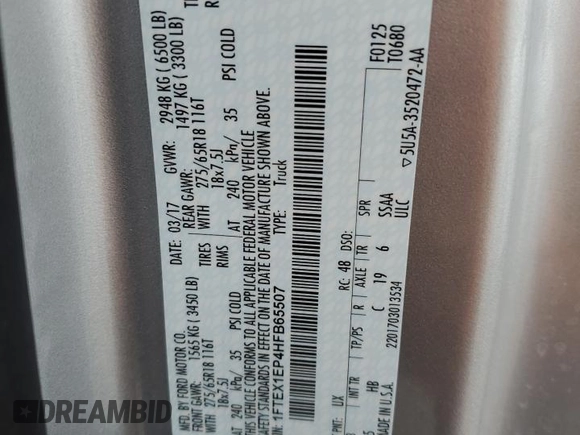 MFD. BY FORD MOTOR CO.
03/17 GVWR: 2948 KG ( 6500 LB)
FRONT GAWR: 1565 KG ( 3450 LB) REAR GAWR: 1497 KG ( 3300 LB)
WITH 275/65R18 116T TIRES WITH 275/65R18 116T
18x7.5J RIMS 18x7.5J
AT 240 kPa/ 35 PSI COLD AT 240 kPa/ 35 PSI COLD
THIS VEHICLE CONFORMS TO ALL APPLICABLE FEDERAL MOTOR VEHICLE
SAFETY STANDARDS IN EFFECT ON THE DATE OF MANUFACTURE SHOWN ABOVE.
1FTEX1EP4HFB65507 TYPE: Truck
F0125
T0680
UX RC: 48 DSO:
INT TR TP/PS R AXLE TR SPR
HB C 19 6 SSAA
MADE IN U.S.A. 2201703013534 ULC
▽5U5A-3520472-AA
DREAMFTBID